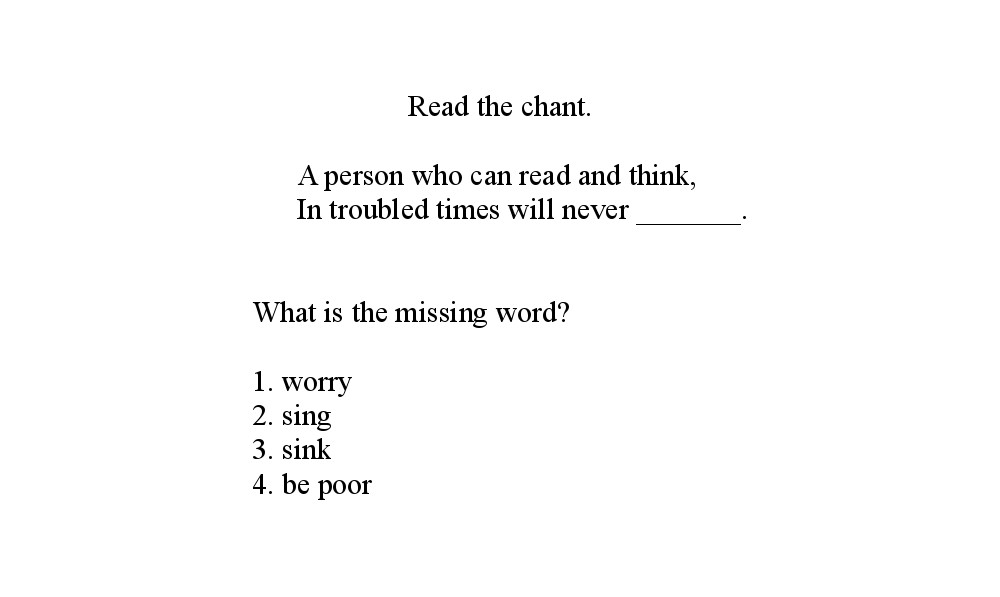 Read the chant.
A person who can read and think,
In troubled times will never _______.
What is the missing word?
1. worry
2. sing
3. sink
4. be poor